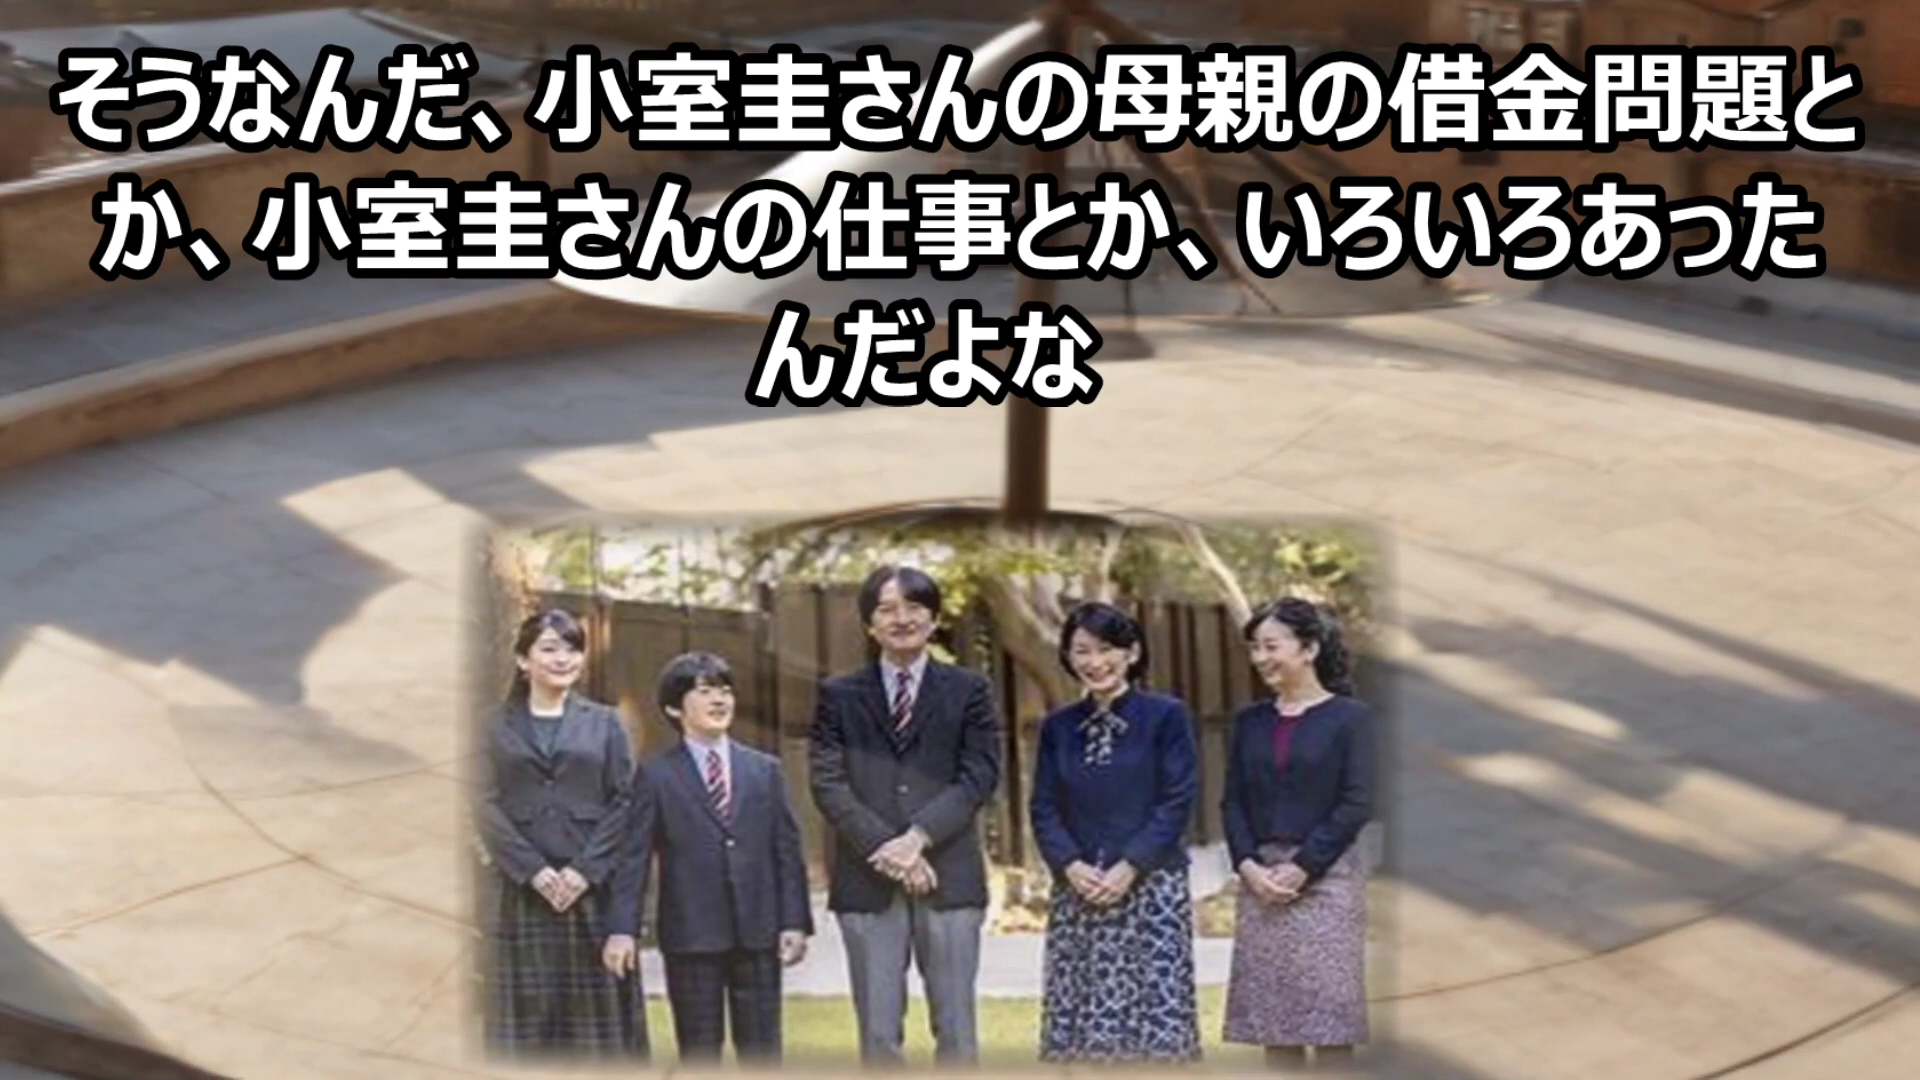 そうなんだ、小室圭さんの母親の借金問題と
か、小室圭さんの仕事とか、いろいろあった
んだよな